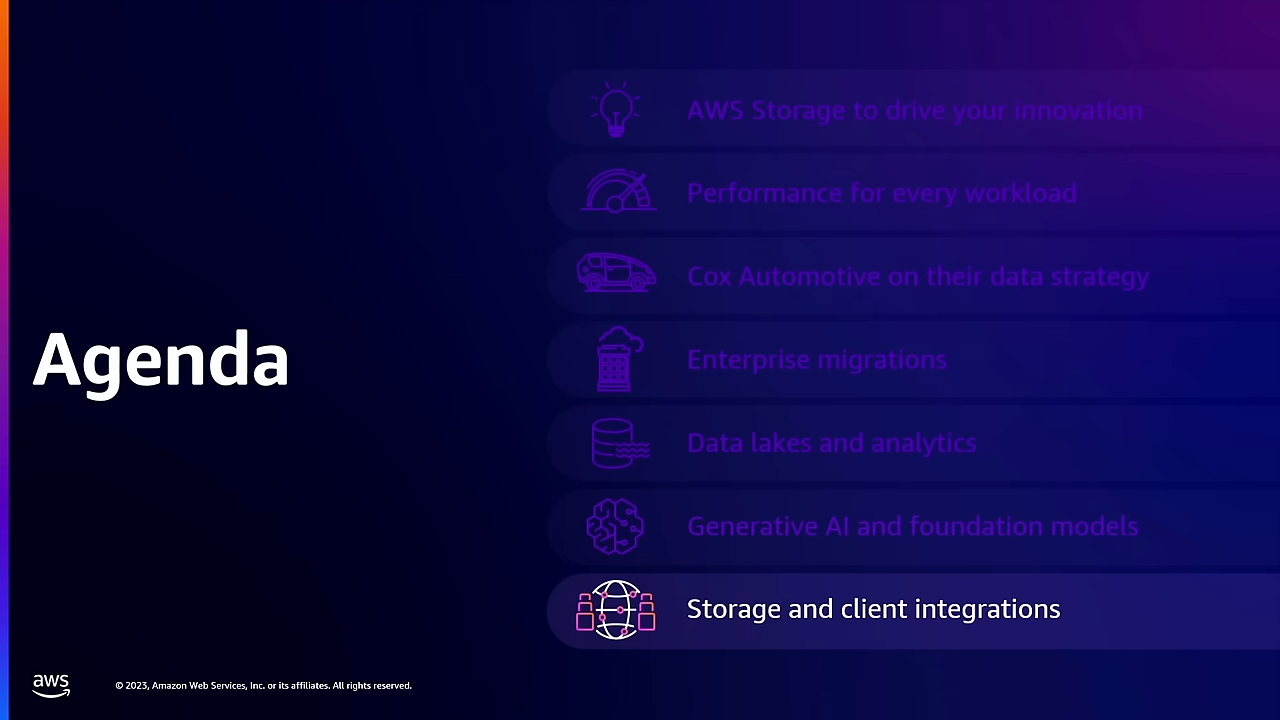 AWS Storage to drive your innovation
Performance for every workload
Cox Automotive on their data strategy
Agenda
Enterprise migrations
Data lakes and analytics
Generative AI and foundation models
Storage and client integrations
aws
© 2023, Amazon Web Services, Inc. or its affiliates. All rights reserved.